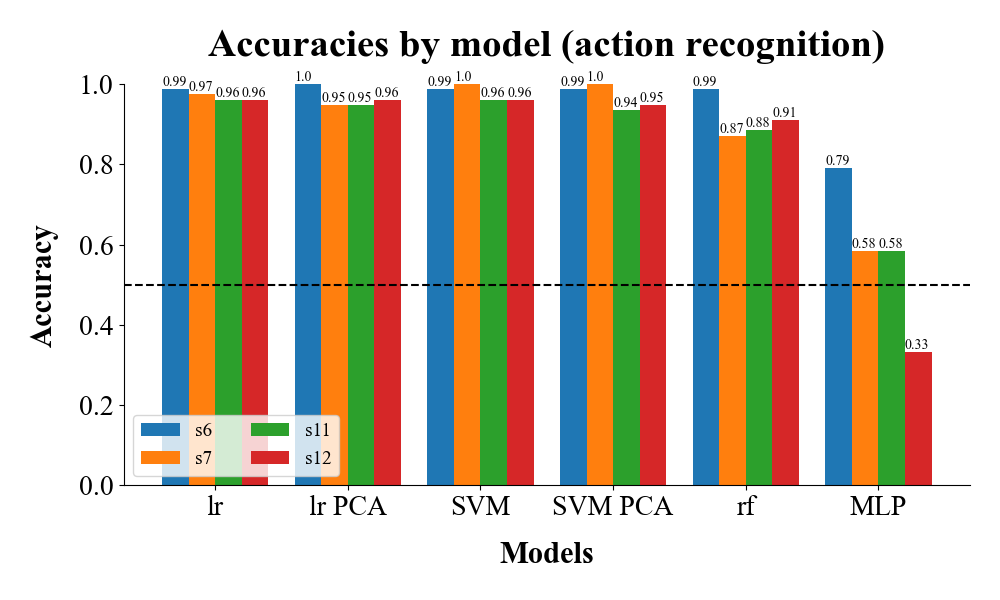 Accuracies by model (action recognition)
1.0
0.8
0.6
0.4
0.2
0.0
Accuracy
0.99 0.97 0.96 0.96
1.0 0.95 0.95 0.96
0.99 1.0 0.96 0.96
0.99 1.0 0.94 0.95
0.99 0.87 0.88 0.91
0.79 0.58 0.58 0.33
s6 s11
s7 s12
lr lr PCA SVM SVM PCA rf MLP
Models